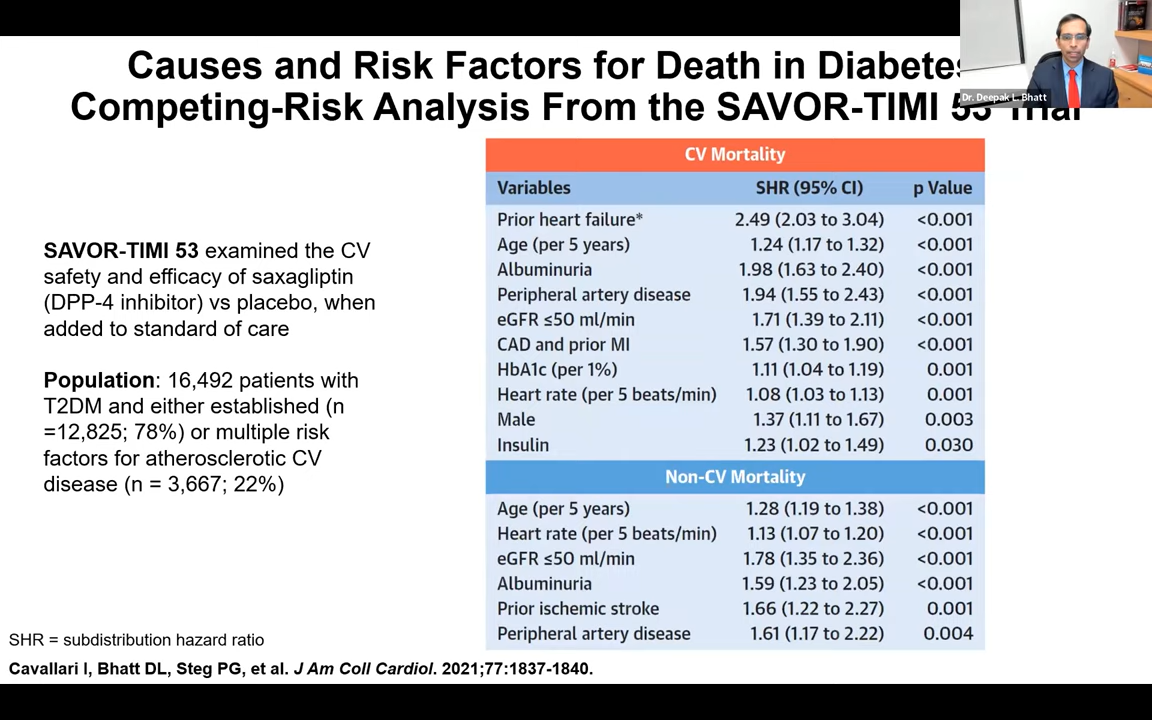 Causes and Risk Factors for Death in Diabetes
Competing-Risk Analysis From the SAVOR-TIMI 53 Trial
Dr. Deepak L. Bhatt
SAVOR-TIMI 53 examined the CV
safety and efficacy of saxagliptin
(DPP-4 inhibitor) vs placebo, when
added to standard of care
Population: 16,492 patients with
T2DM and either established (n
=12,825; 78%) or multiple risk
factors for atherosclerotic CV
disease (n = 3,667; 22%)
CV Mortality
Variables SHR (95% CI) p Value
Prior heart failure* 2.49 (2.03 to 3.04) <0.001
Age (per 5 years) 1.24 (1.17 to 1.32) <0.001
Albuminuria 1.98 (1.63 to 2.40) <0.001
Peripheral artery disease 1.94 (1.55 to 2.43) <0.001
eGFR ≤50 ml/min 1.71 (1.39 to 2.11) <0.001
CAD and prior MI 1.57 (1.30 to 1.90) <0.001
HbA1c (per 1%) 1.11 (1.04 to 1.19) 0.001
Heart rate (per 5 beats/min) 1.08 (1.03 to 1.13) 0.001
Male 1.37 (1.11 to 1.67) 0.003
Insulin 1.23 (1.02 to 1.49) 0.030
Non-CV Mortality
Age (per 5 years) 1.28 (1.19 to 1.38) <0.001
Heart rate (per 5 beats/min) 1.13 (1.07 to 1.20) <0.001
eGFR ≤50 ml/min 1.78 (1.35 to 2.36) <0.001
Albuminuria 1.59 (1.23 to 2.05) <0.001
Prior ischemic stroke 1.66 (1.22 to 2.27) 0.001
Peripheral artery disease 1.61 (1.17 to 2.22) 0.004
SHR = subdistribution hazard ratio
Cavallari I, Bhatt DL, Steg PG, et al. J Am Coll Cardiol. 2021;77:1837-1840.